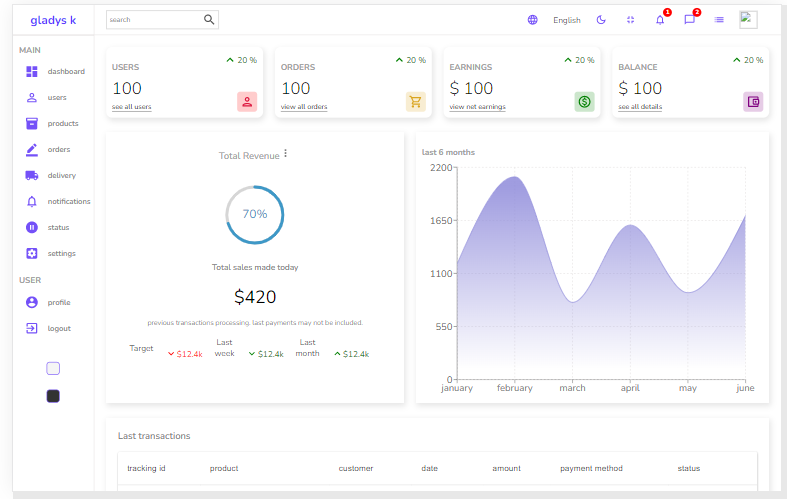 gladys k
search
English
1
2
MAIN
dashboard
users
products
orders
delivery
notifications
status
settings
USER
profile
logout
USERS
20 %
100
see all users
ORDERS
20 %
100
view all orders
EARNINGS
20 %
$ 100
view net earnings
BALANCE
20 %
$ 100
see all details
Total Revenue
70%
Total sales made today
$420
previous transactions processing. last payments may not be included.
Target
$12.4k
Last week
$12.4k
Last month
$12.4k
last 6 months
2200
1650
1100
550
0
january february march april may june
Last transactions
tracking id product customer date amount payment method status